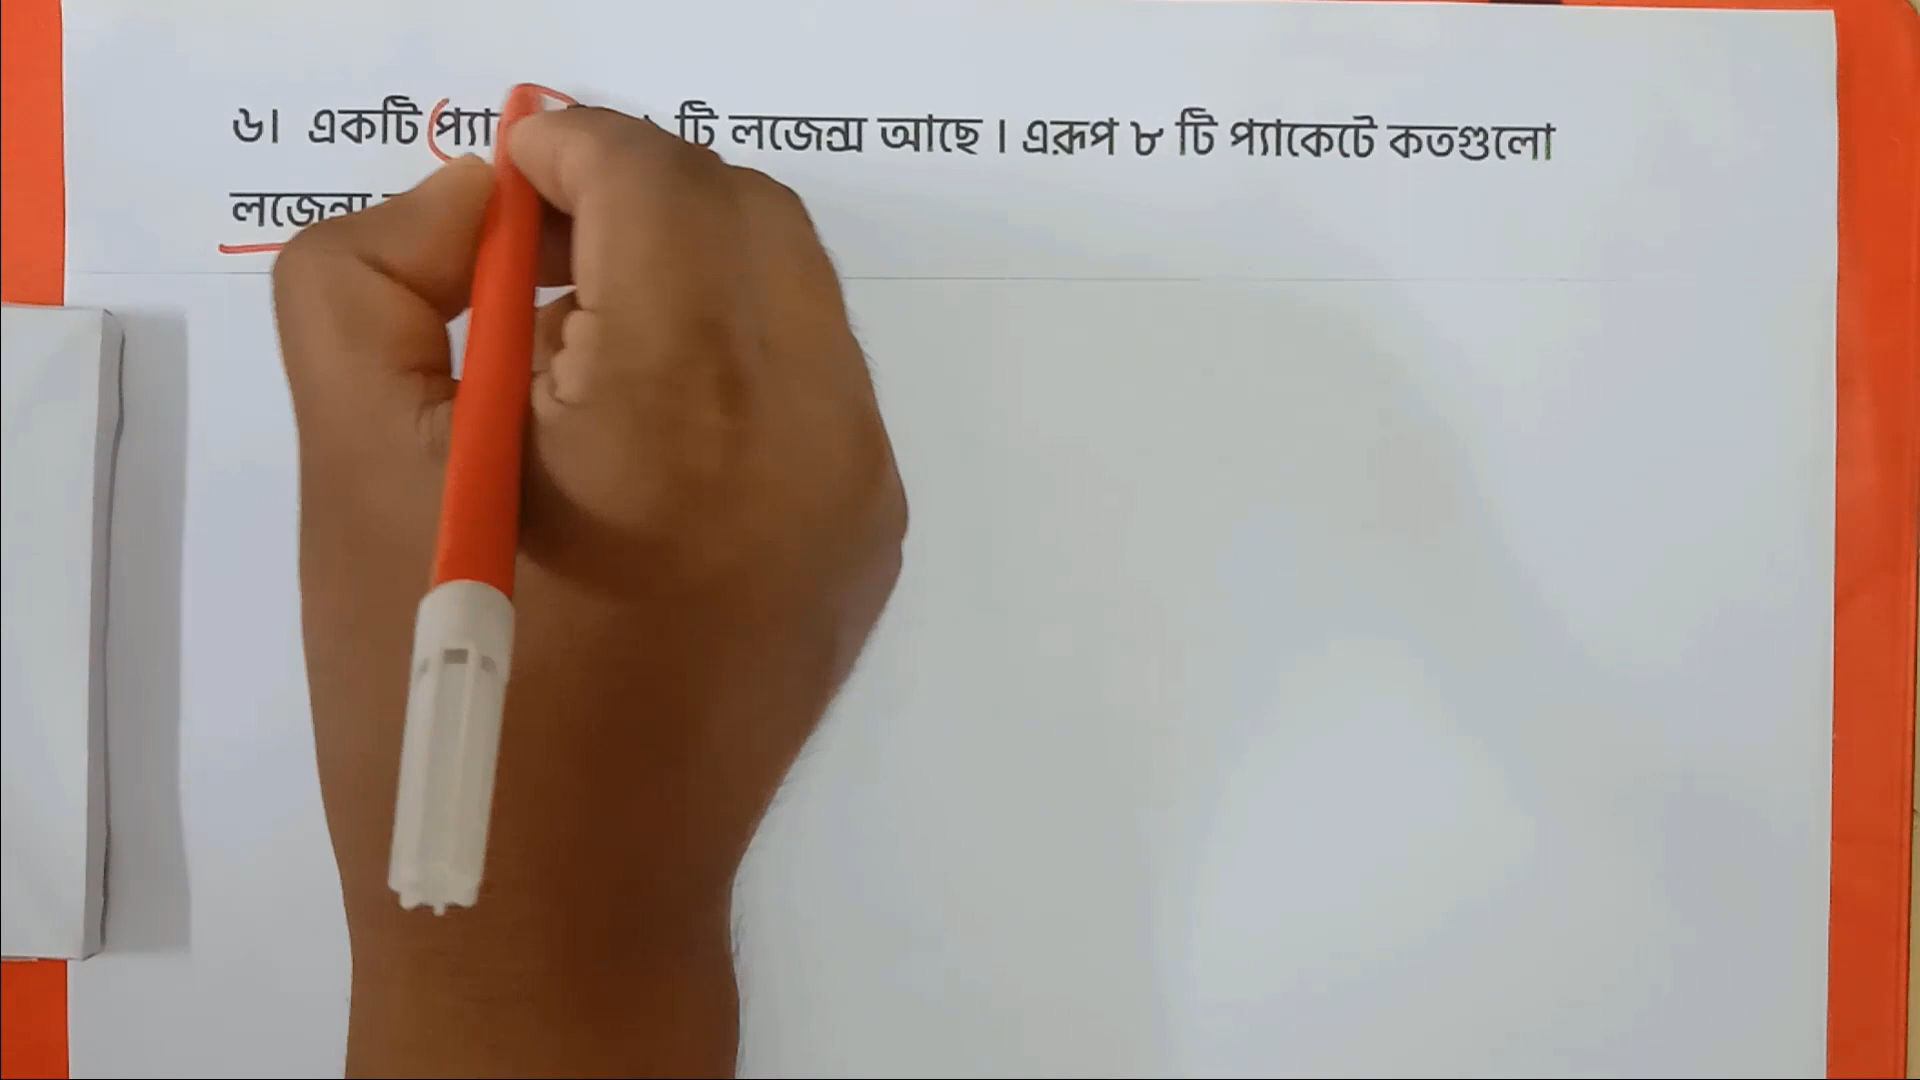 ৬। একটি টি লজেন্স আছে । এরূপ ৮ টি প্যাকেটে কতগুলো
লজেন্স